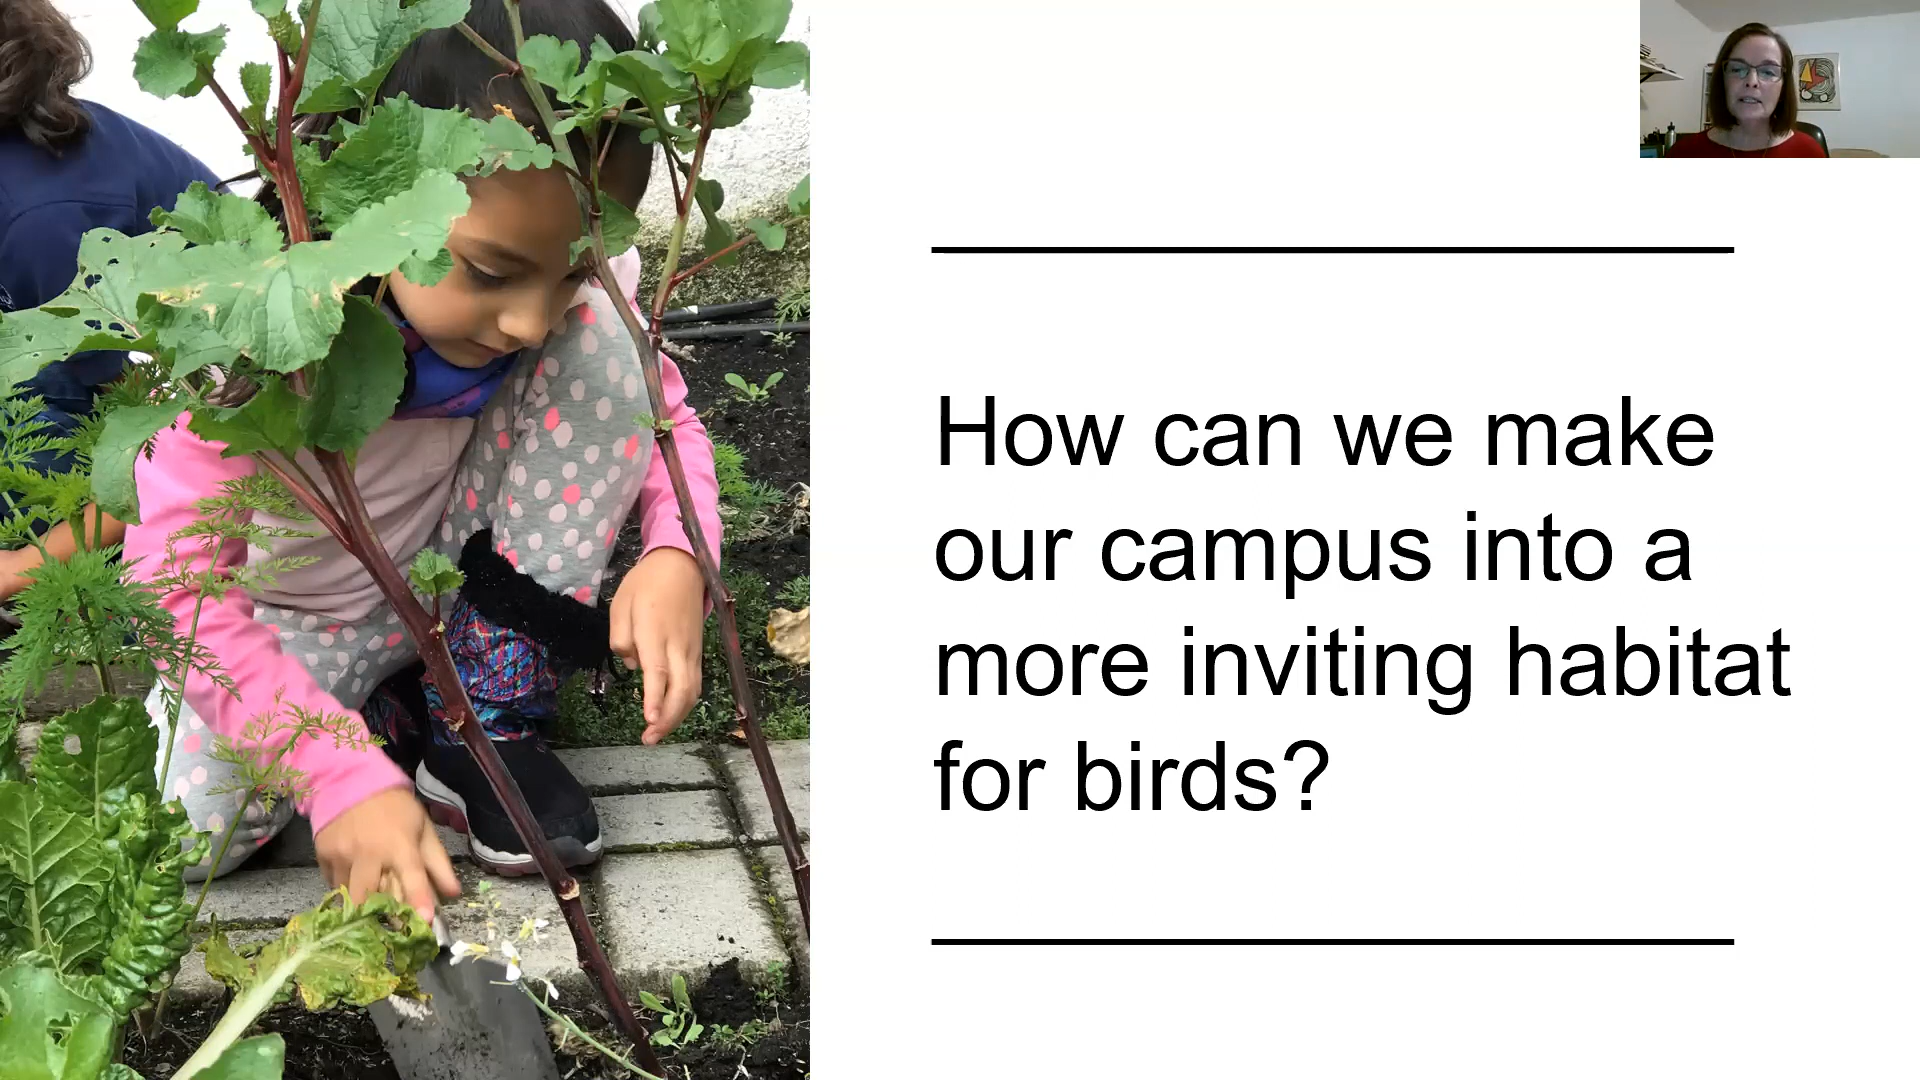 How can we make
our campus into a
more inviting habitat
for birds?